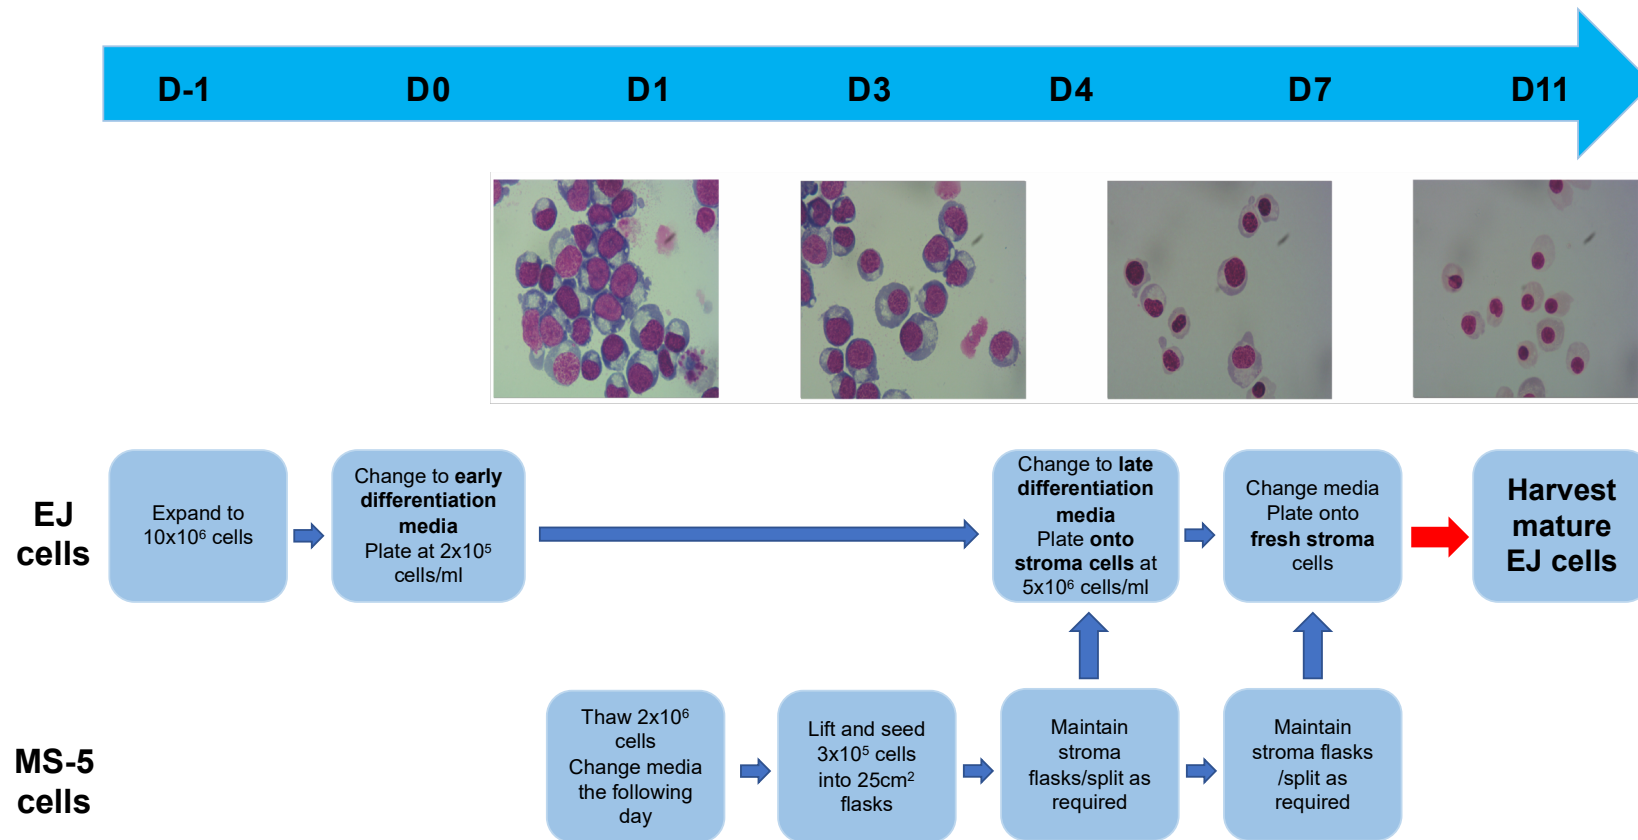 D-1 D0 D1 D3 D4 D7 D11
EJ
cells
Expand to
10x10⁶ cells
Change to early
differentiation
media
Plate at 2x10⁵
cells/ml
Change to late
differentiation
media
Plate onto
stroma cells at
5x10⁶ cells/ml
Change media
Plate onto
fresh stroma
cells
Harvest
mature
EJ cells
MS-5
cells
Thaw 2x10⁶
cells
Change media
the following
day
Lift and seed
3x10⁵ cells
into 25cm²
flasks
Maintain
stroma
flasks/split as
required
Maintain
stroma flasks
/split as
required